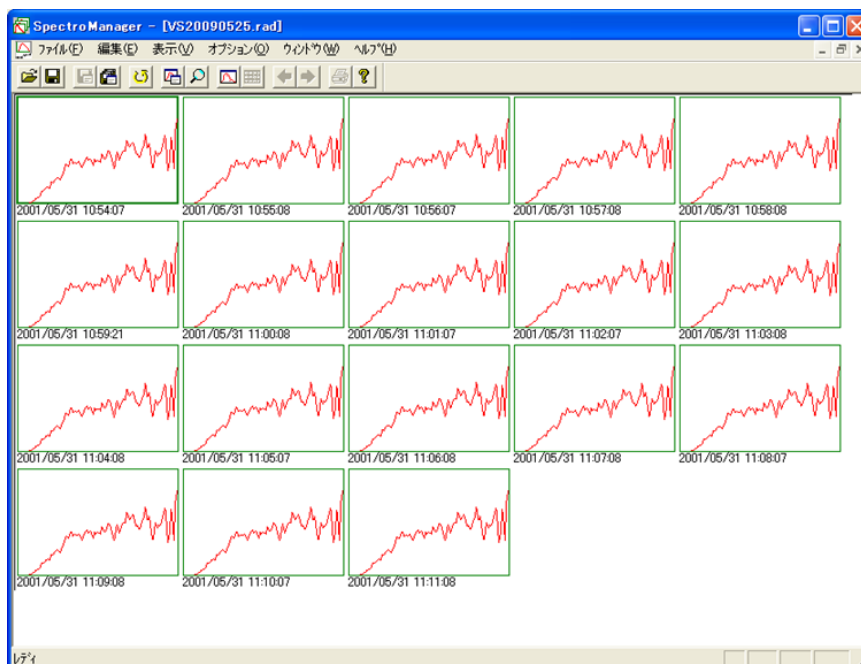 SpectroManager - [VS20090525.rad]
ファイル(F) 編集(E) 表示(V) オプション(O) ウィンドウ(W) ヘルプ(H)
2001/05/31 10:54:07 2001/05/31 10:55:08 2001/05/31 10:56:07 2001/05/31 10:57:08 2001/05/31 10:58:08
2001/05/31 10:59:21 2001/05/31 11:00:08 2001/05/31 11:01:07 2001/05/31 11:02:07 2001/05/31 11:03:08
2001/05/31 11:04:08 2001/05/31 11:05:07 2001/05/31 11:06:08 2001/05/31 11:07:08 2001/05/31 11:08:07
2001/05/31 11:09:08 2001/05/31 11:10:07 2001/05/31 11:11:08
レディ